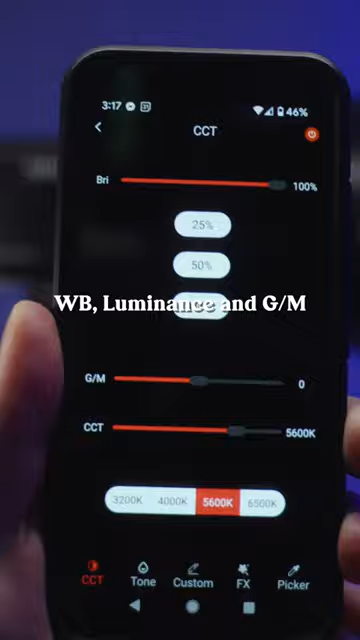 3:17 31 46%
CCT
Bri 100%
25%
50%
WB, Luminance and G/M
G/M 0
CCT 5600K
3200K 4000K 5600K 6500K
CCT Tone Custom FX Picker